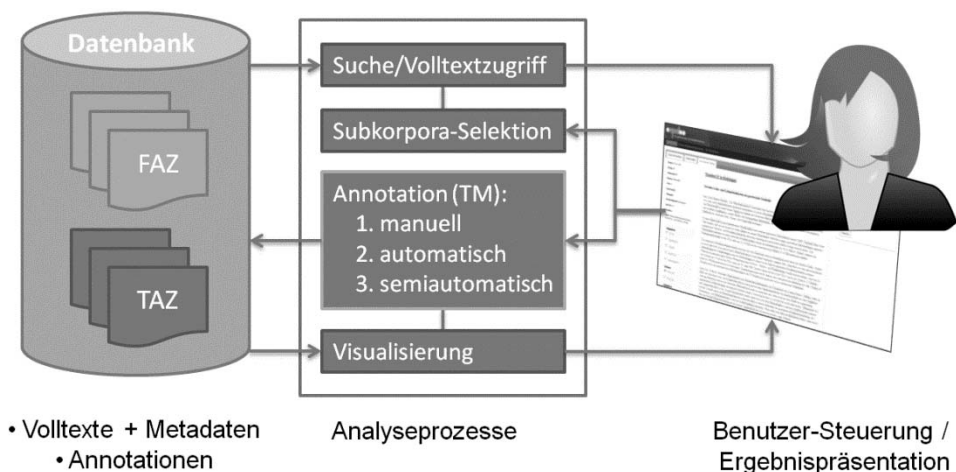 Datenbank
FAZ
TAZ
Suche/Volltextzugriff
Subkorpora-Selektion
Annotation (TM):
1. manuell
2. automatisch
3. semiautomatisch
Visualisierung
• Volltexte + Metadaten
• Annotationen
Analyseprozesse
Benutzer-Steuerung /
Ergebnispräsentation